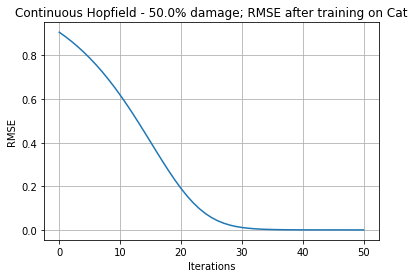 Continuous Hopfield - 50.0% damage; RMSE after training on Cat
0.8
0.6
0.4
0.2
0.0
RMSE
0 10 20 30 40 50
Iterations